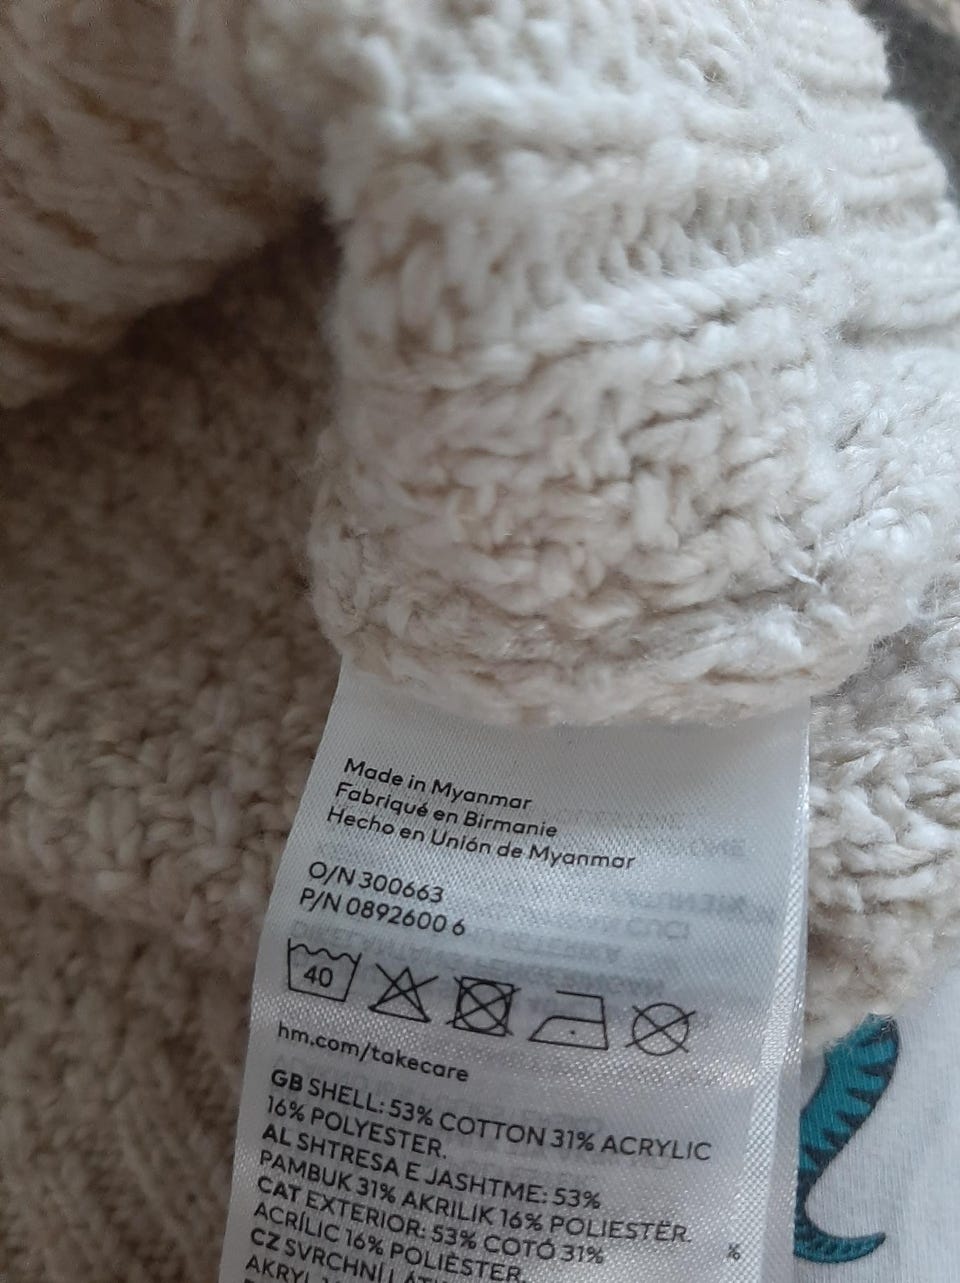 Made in Myanmar
Fabriqué en Birmanie
Hecho en Unión de Myanmar
O/N 300663
P/N 0892600 6
40
hm.com/takecare
GB SHELL: 53% COTTON 31% ACRYLIC
16% POLYESTER.
AL SHTRESA E JASHTME: 53%
PAMBUK 31% AKRILIK 16% POLIESTËR.
CAT EXTERIOR: 53% COTÓ 31%
ACRÍLIC 16% POLIÈSTER.
CZ SVRCHNÍ
%